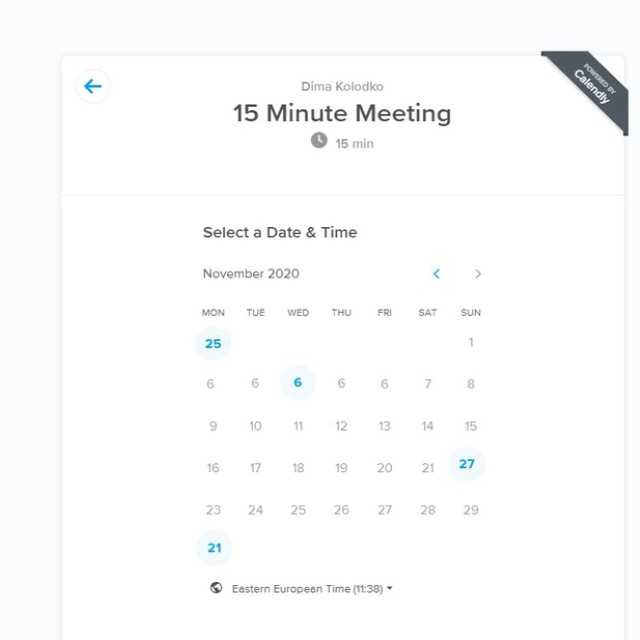 Dima Kolodko
POWERED BY
Calendly
15 Minute Meeting
15 min
Select a Date & Time
November 2020
MON TUE WED THU FRI SAT SUN
25 1
6 6 6 6 6 7 8
9 10 11 12 13 14 15
16 17 18 19 20 21 27
23 24 25 26 27 28 29
21
Eastern European Time (11:38)